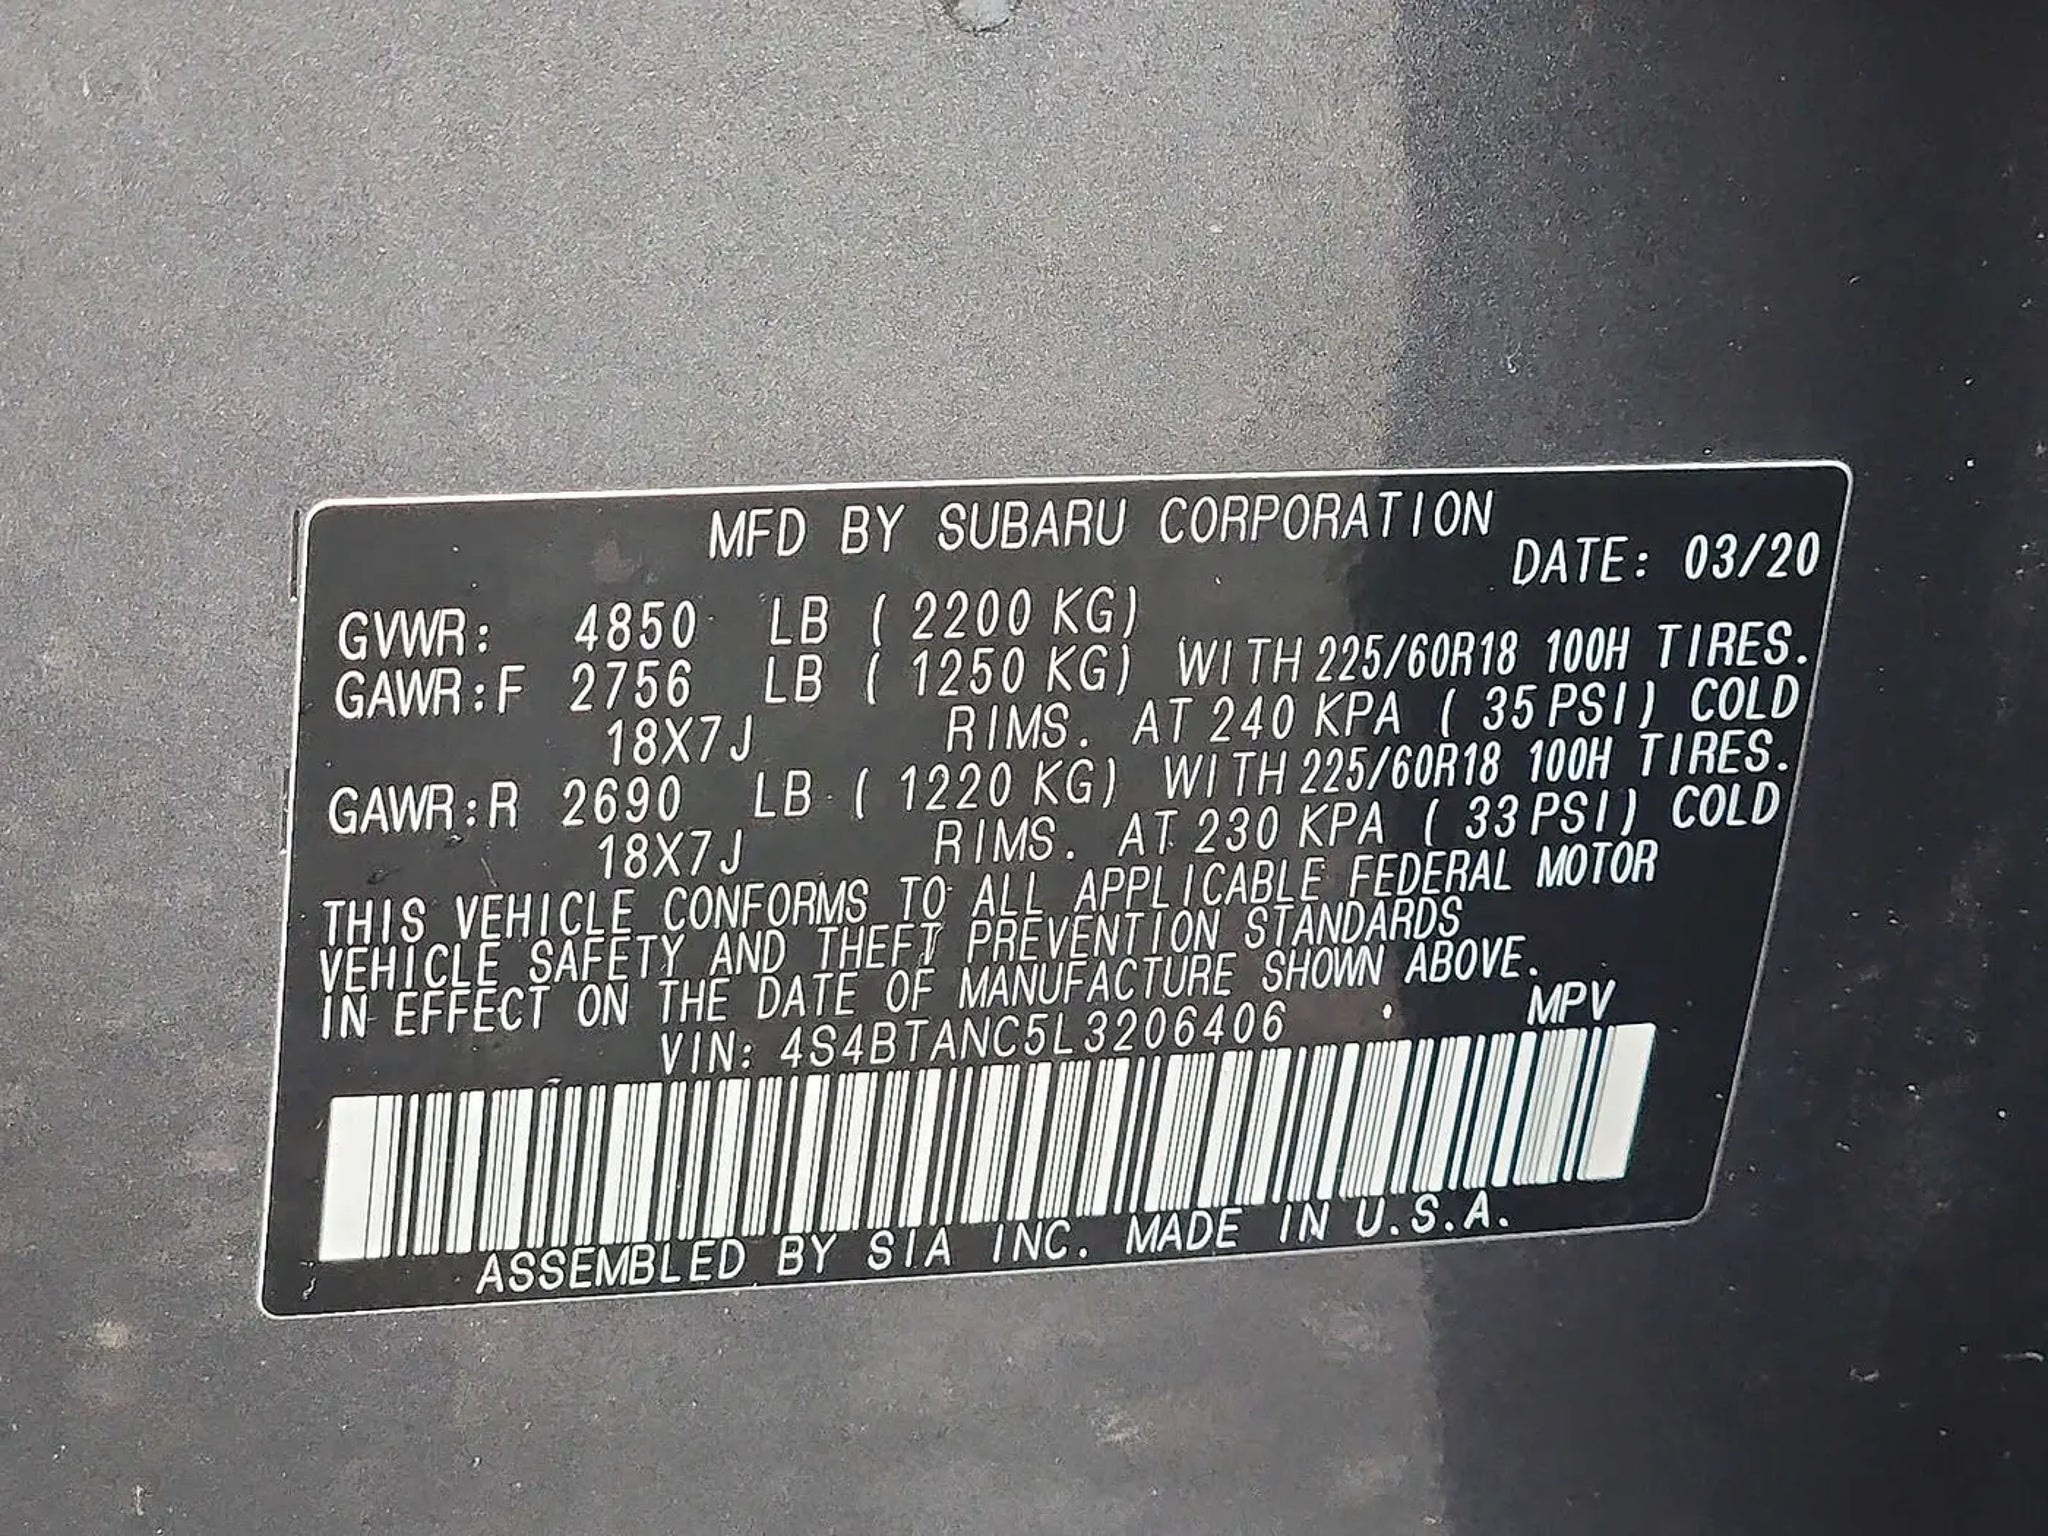 MFD BY SUBARU CORPORATION
DATE: 03/20
GVWR: 4850 LB ( 2200 KG)
GAWR:F 2756 LB ( 1250 KG) WITH 225/60R18 100H TIRES.
18X7J RIMS. AT 240 KPA ( 35 PSI) COLD
GAWR:R 2690 LB ( 1220 KG) WITH 225/60R18 100H TIRES.
18X7J RIMS. AT 230 KPA ( 33 PSI) COLD
THIS VEHICLE CONFORMS TO ALL APPLICABLE FEDERAL MOTOR
VEHICLE SAFETY AND THEFT PREVENTION STANDARDS
IN EFFECT ON THE DATE OF MANUFACTURE SHOWN ABOVE.
VIN: 4S4BTANC5L3206406 MPV
ASSEMBLED BY SIA INC. MADE IN U.S.A.